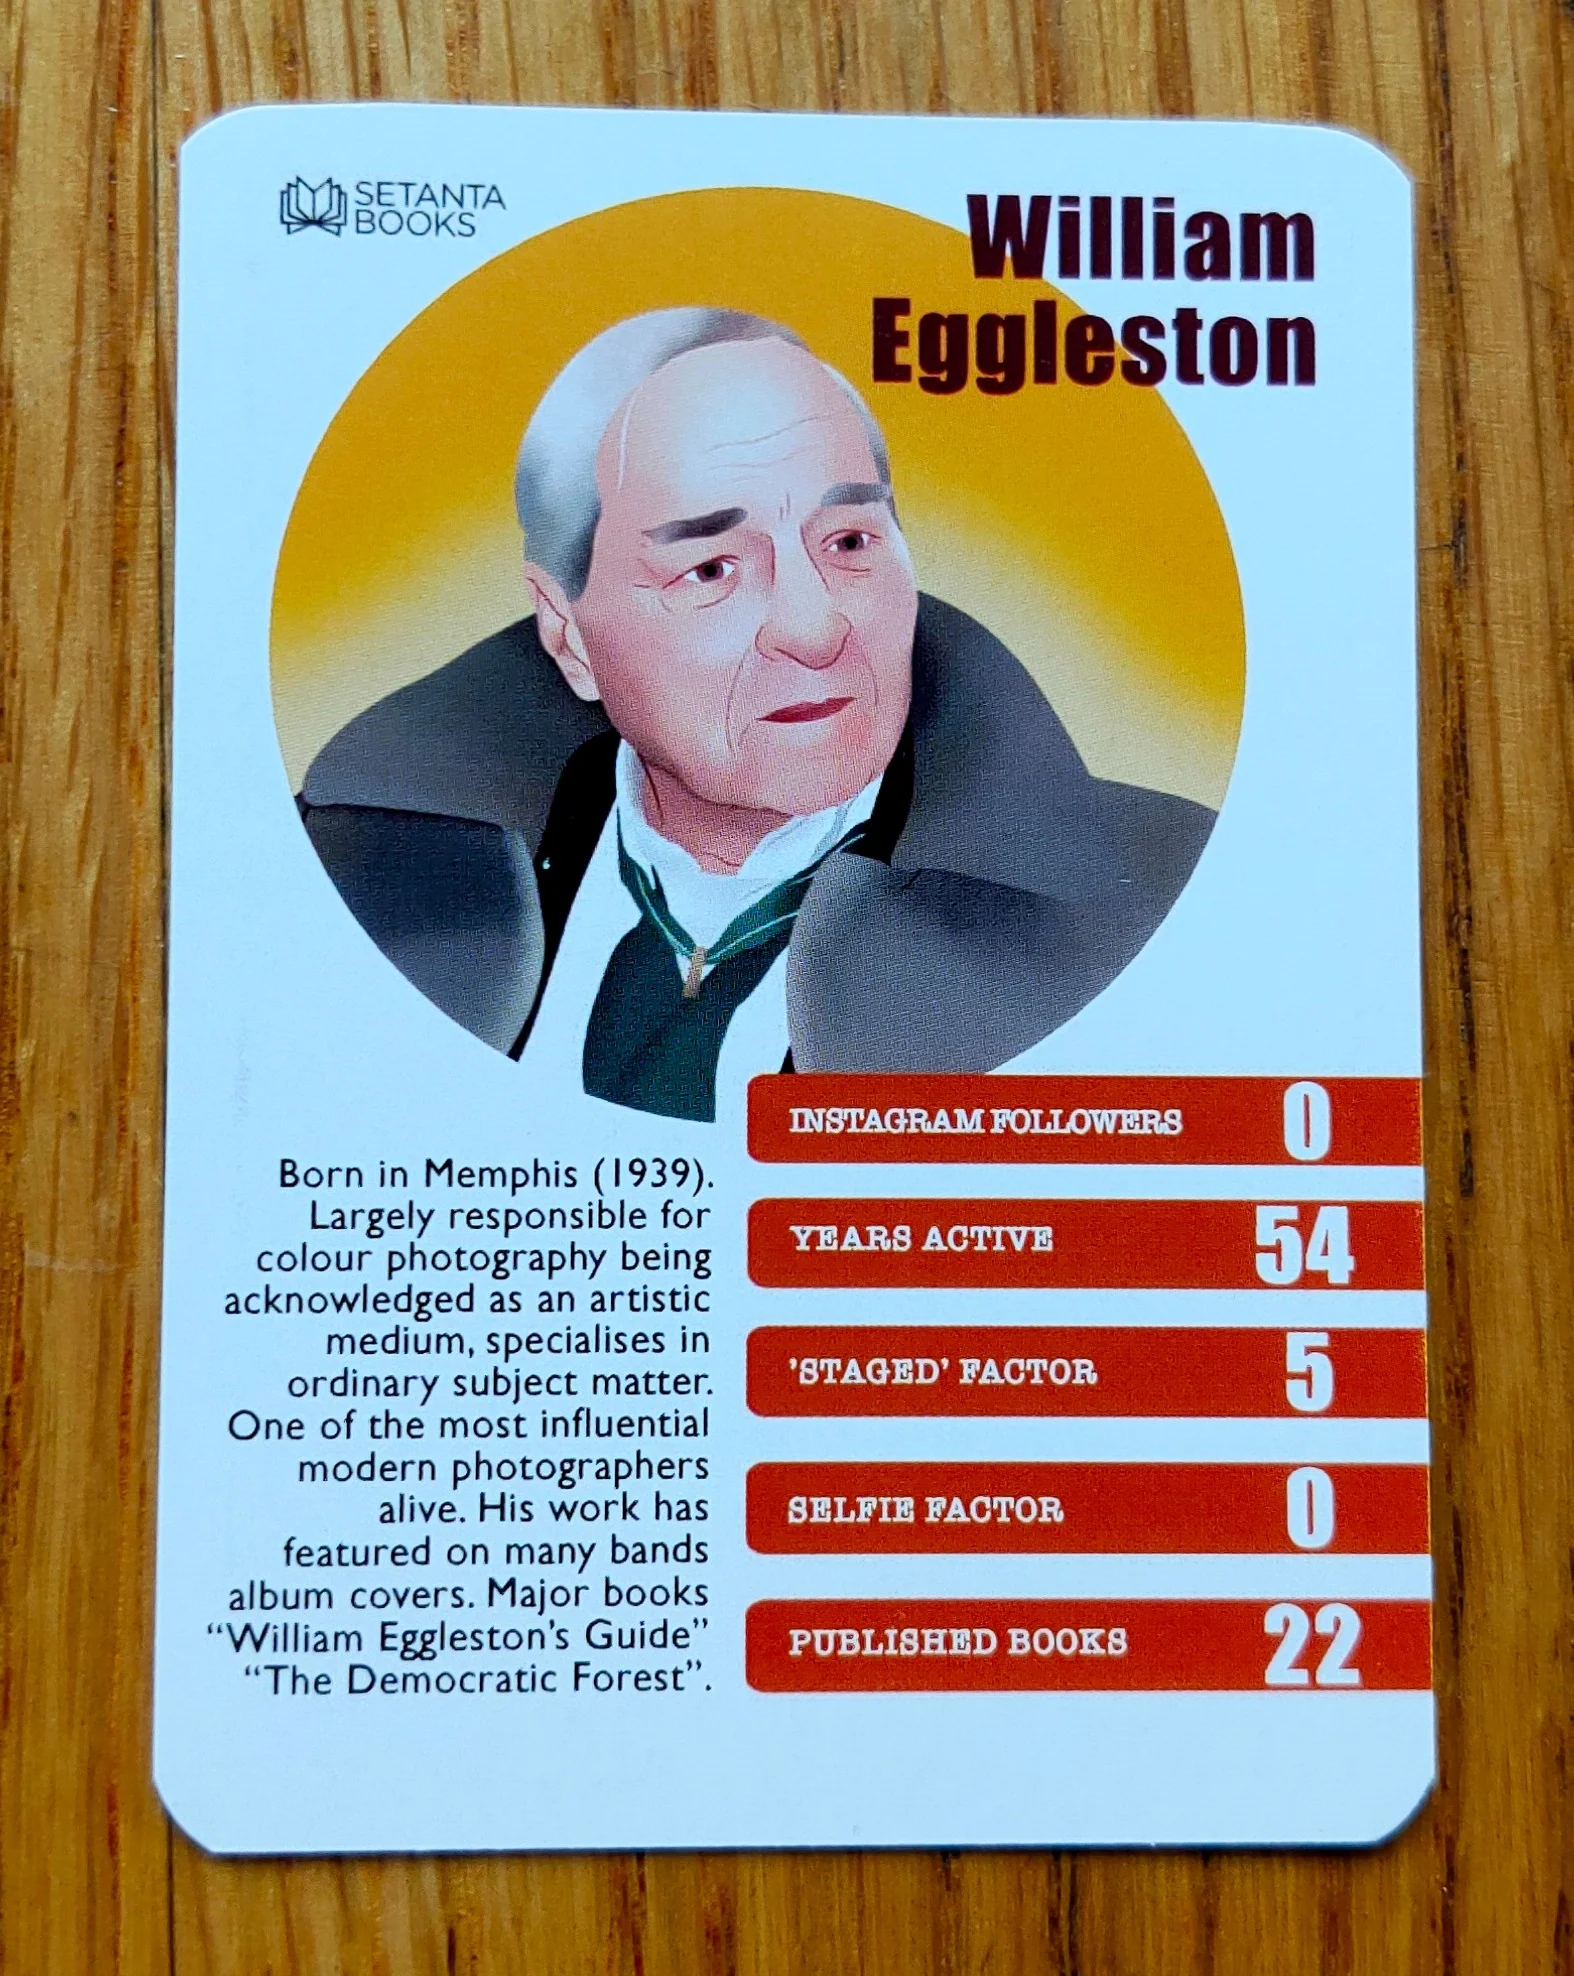 SETANTA
BOOKS
William
Eggleston
Born in Memphis (1939).
Largely responsible for
colour photography being
acknowledged as an artistic
medium, specialises in
ordinary subject matter.
One of the most influential
modern photographers
alive. His work has
featured on many bands
album covers. Major books
“William Eggleston's Guide”
“The Democratic Forest”.
INSTAGRAM FOLLOWERS 0
YEARS ACTIVE 54
'STAGED' FACTOR 5
SELFIE FACTOR 0
PUBLISHED BOOKS 22